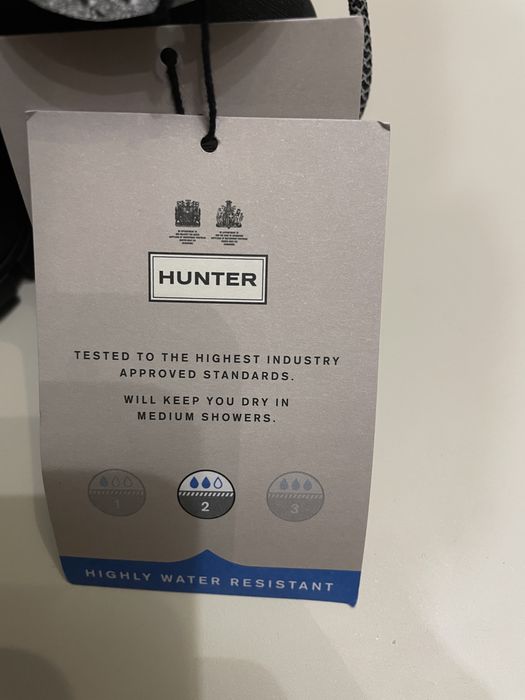 HUNTER
TESTED TO THE HIGHEST INDUSTRY
APPROVED STANDARDS.
WILL KEEP YOU DRY IN
MEDIUM SHOWERS.
1 2 3
HIGHLY WATER RESISTANT